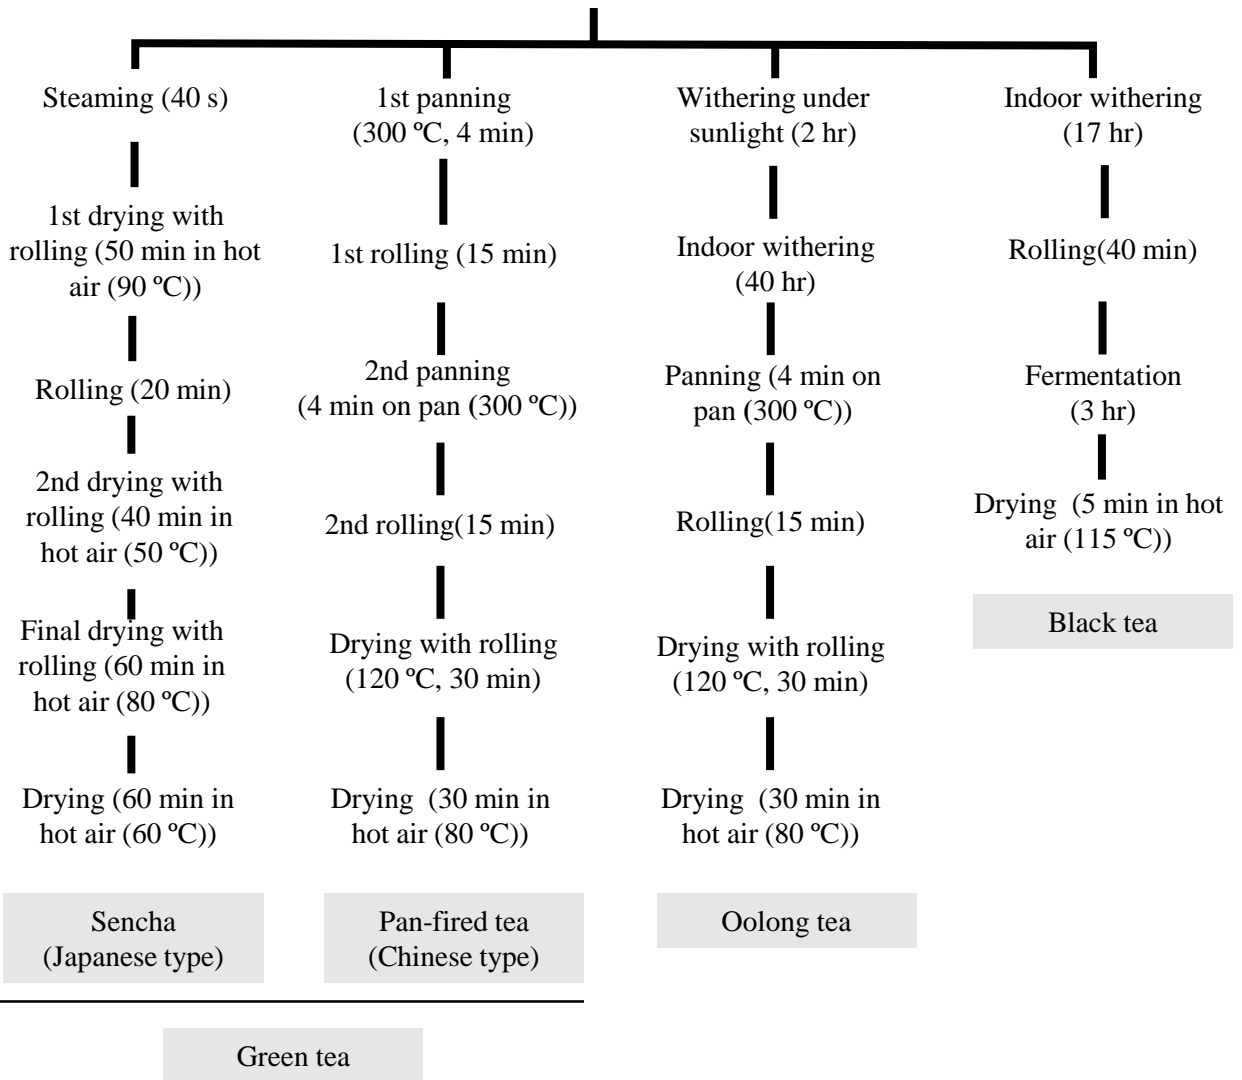 Steaming (40 s)
1st drying with
rolling (50 min in hot
air (90 ºC))
Rolling (20 min)
2nd drying with
rolling (40 min in
hot air (50 ºC))
Final drying with
rolling (60 min in
hot air (80 ºC))
Drying (60 min in
hot air (60 ºC))
Sencha
(Japanese type)
1st panning
(300 ºC, 4 min)
1st rolling (15 min)
2nd panning
(4 min on pan (300 ºC))
2nd rolling(15 min)
Drying with rolling
(120 ºC, 30 min)
Drying  (30 min in
hot air (80 ºC))
Pan-fired tea
(Chinese type)
Green tea
Withering under
sunlight (2 hr)
Indoor withering
(40 hr)
Panning (4 min on
pan (300 ºC))
Rolling(15 min)
Drying with rolling
(120 ºC, 30 min)
Drying  (30 min in
hot air (80 ºC))
Oolong tea
Indoor withering
(17 hr)
Rolling(40 min)
Fermentation
(3 hr)
Drying  (5 min in hot
air (115 ºC))
Black tea